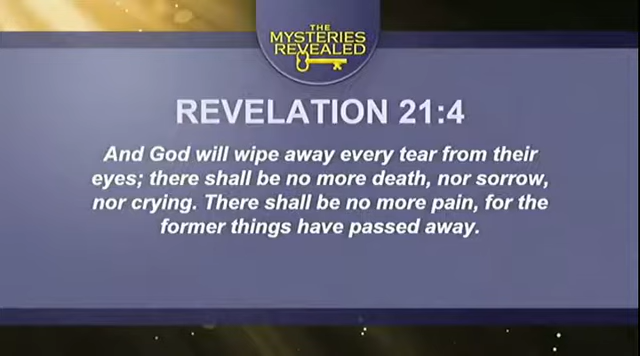 THE
MYSTERIES
REVEALED
REVELATION 21:4
And God will wipe away every tear from their
eyes; there shall be no more death, nor sorrow,
nor crying. There shall be no more pain, for the
former things have passed away.